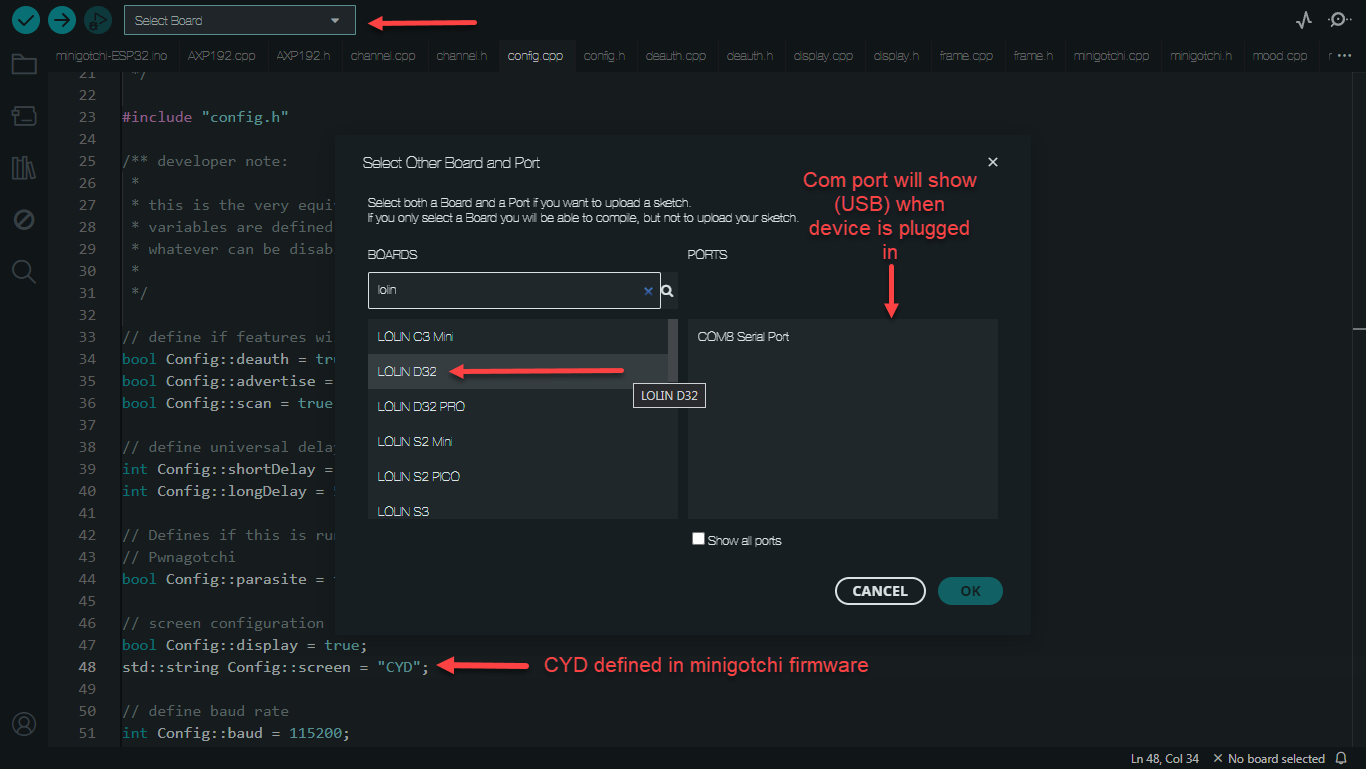 Select Board
minigotchi-ESP32.ino AXP192.cpp AXP192.h channel.cpp channel.h config.cpp config.h deauth.cpp deauth.h display.cpp display.h frame.cpp frame.h minigotchi.cpp minigotchi.h mood.cpp r ...
21 */
22
23 #include "config.h"
24
25 /** developer note:
26 *
27 * this is the very equi
28 * variables are defined
29 * whatever can be disab
30 *
31 */
32
33 // define if features wi
34 bool Config::deauth = tru
35 bool Config::advertise =
36 bool Config::scan = true
37
38 // define universal dela
39 int Config::shortDelay =
40 int Config::longDelay =
41
42 // Defines if this is ru
43 // Pwnagotchi
44 bool Config::parasite =
45
46 // screen configuration
47 bool Config::display = true;
48 std::string Config::screen = "CYD";
49
50 // define baud rate
51 int Config::baud = 115200;
Select Other Board and Port
Select both a Board and a Port if you want to upload a sketch.
If you only select a Board you will be able to compile, but not to upload your sketch.
BOARDS
lolin
LOLIN C3 Mini
LOLIN D32
LOLIN D32 PRO
LOLIN S2 Mini
LOLIN S2 PICO
LOLIN S3
LOLIN D32
PORTS
COM8 Serial Port
Show all ports
CANCEL
OK
Com port will show
(USB) when
device is plugged
in
CYD defined in minigotchi firmware
Ln 48, Col 34 × No board selected